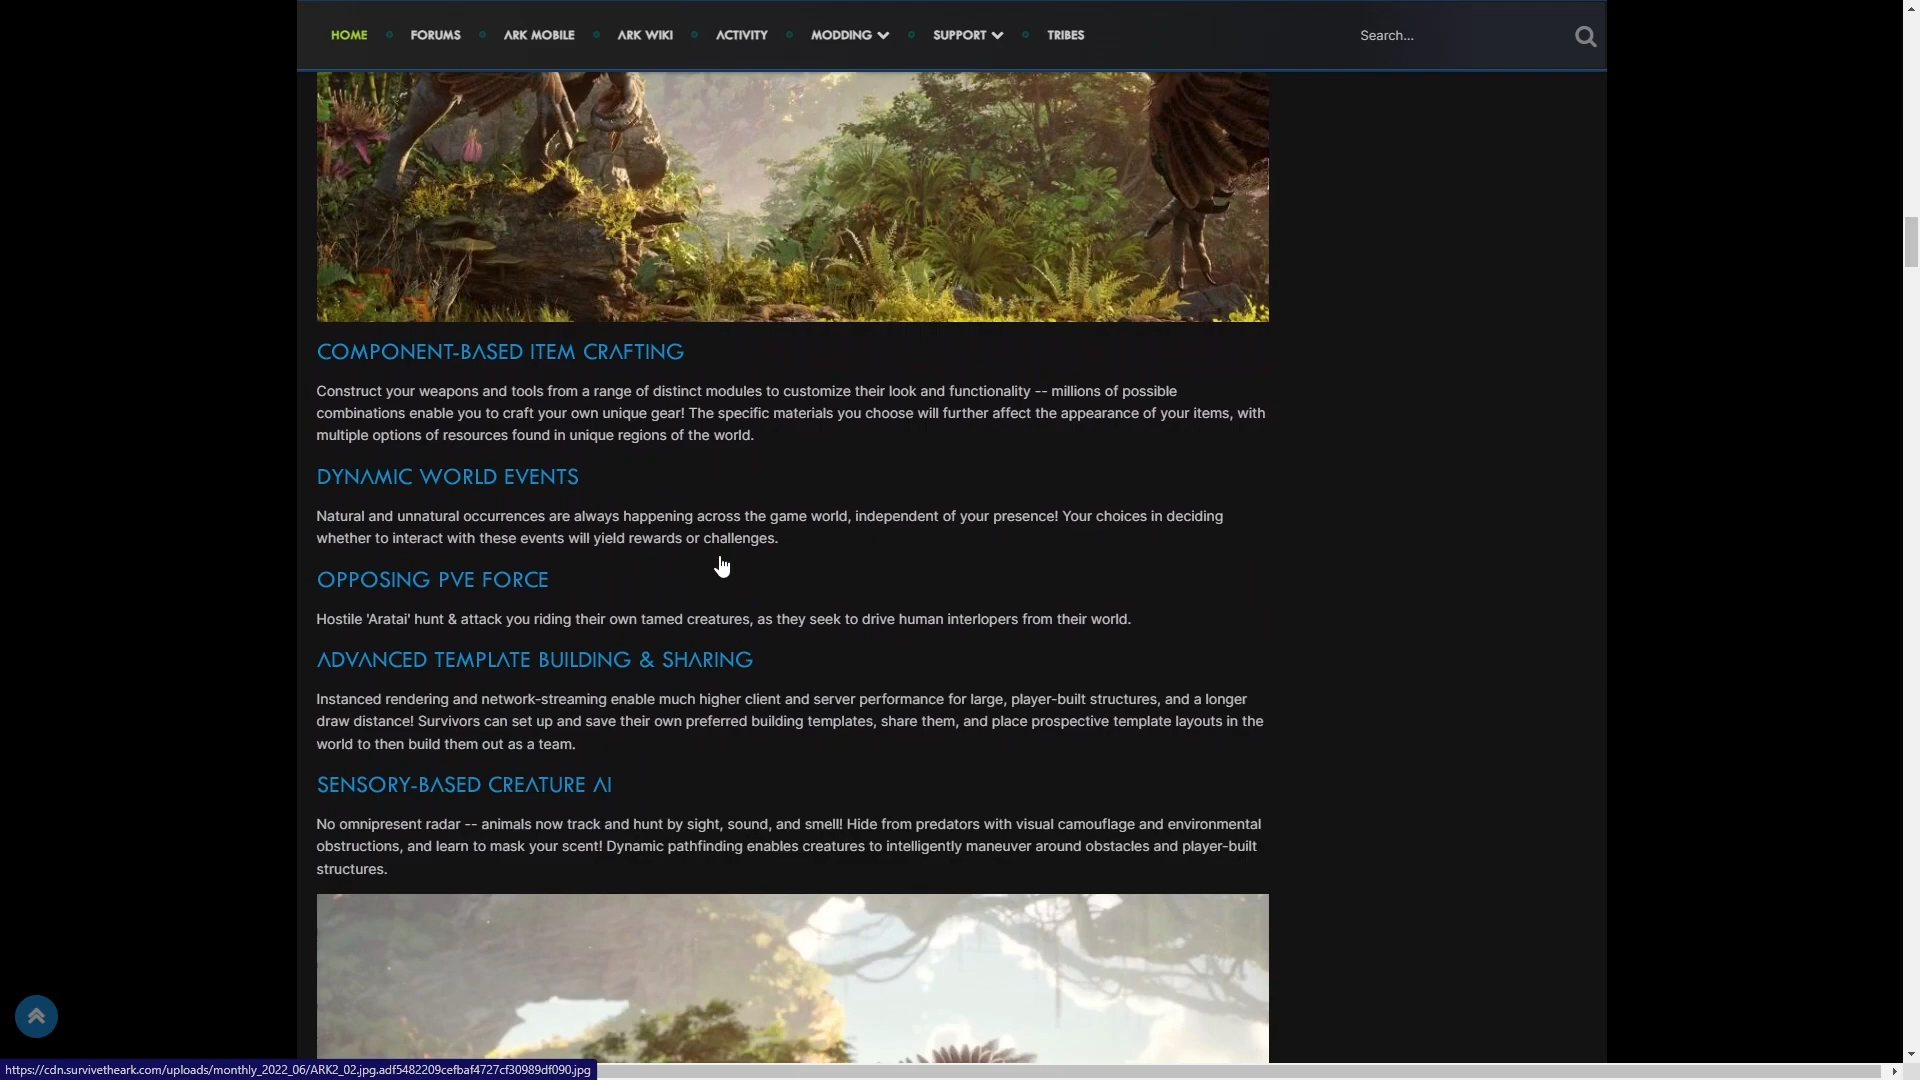 HOME FORUMS ARK MOBILE ARK WIKI ACTIVITY MODDING SUPPORT TRIBES Search...
COMPONENT-BASED ITEM CRAFTING
Construct your weapons and tools from a range of distinct modules to customize their look and functionality -- millions of possible
combinations enable you to craft your own unique gear! The specific materials you choose will further affect the appearance of your items, with
multiple options of resources found in unique regions of the world.
DYNAMIC WORLD EVENTS
Natural and unnatural occurrences are always happening across the game world, independent of your presence! Your choices in deciding
whether to interact with these events will yield rewards or challenges.
OPPOSING PVE FORCE
Hostile 'Aratai' hunt & attack you riding their own tamed creatures, as they seek to drive human interlopers from their world.
ADVANCED TEMPLATE BUILDING & SHARING
Instanced rendering and network-streaming enable much higher client and server performance for large, player-built structures, and a longer
draw distance! Survivors can set up and save their own preferred building templates, share them, and place prospective template layouts in the
world to then build them out as a team.
SENSORY-BASED CREATURE AI
No omnipresent radar -- animals now track and hunt by sight, sound, and smell! Hide from predators with visual camouflage and environmental
obstructions, and learn to mask your scent! Dynamic pathfinding enables creatures to intelligently maneuver around obstacles and player-built
structures.
https://cdn.survivetheark.com/uploads/monthly_2022_06/ARK2_02.jpg.adf5482209cefbaf4727cf30989df090.jpg